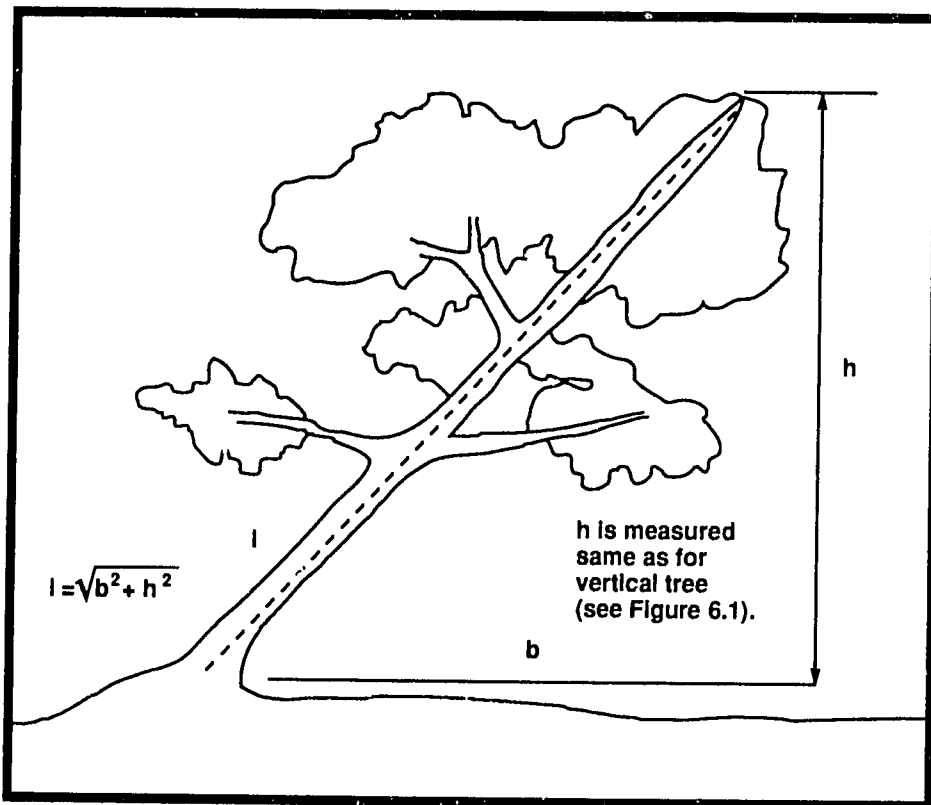 h
l
l = √b² + h²
h is measured
same as for
vertical tree
(see Figure 6.1).
b